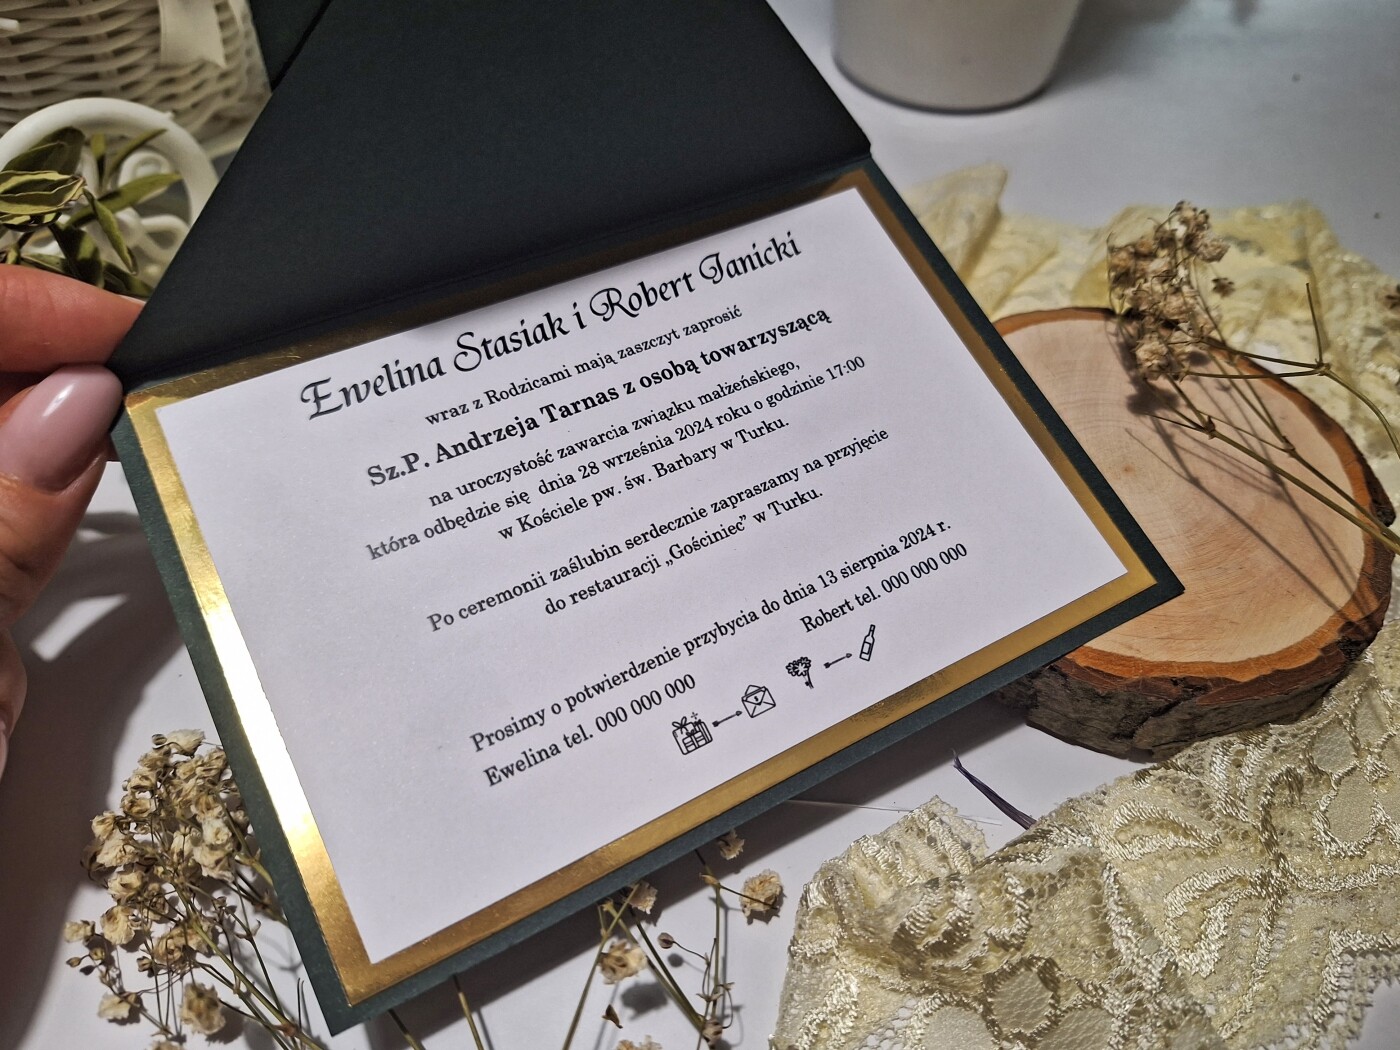 Ewelina Stasiak i Robert Janicki
wraz z Rodzicami mają zaszczyt zaprosić
Sz.P. Andrzeja Tarnas z osobą towarzyszącą
na uroczystość zawarcia związku małżeńskiego,
która odbędzie się dnia 28 września 2024 roku o godzinie 17:00
w Kościele pw. św. Barbary w Turku.
Po ceremonii zaślubin serdecznie zapraszamy na przyjęcie
do restauracji „Gościniec” w Turku.
Prosimy o potwierdzenie przybycia do dnia 13 sierpnia 2024 r.
Ewelina tel. 000 000 000 Robert tel. 000 000 000